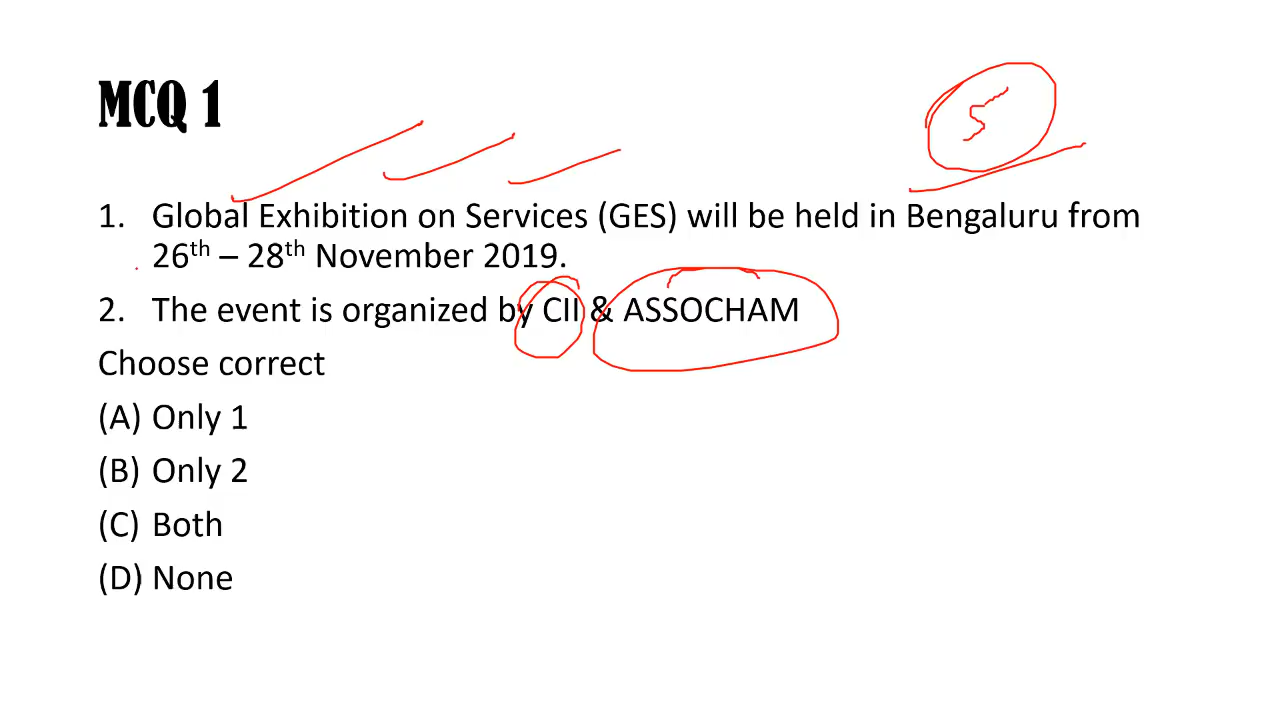 MCQ 1
5
1. Global Exhibition on Services (GES) will be held in Bengaluru from
26th – 28th November 2019.
2. The event is organized by CII & ASSOCHAM
Choose correct
(A) Only 1
(B) Only 2
(C) Both
(D) None